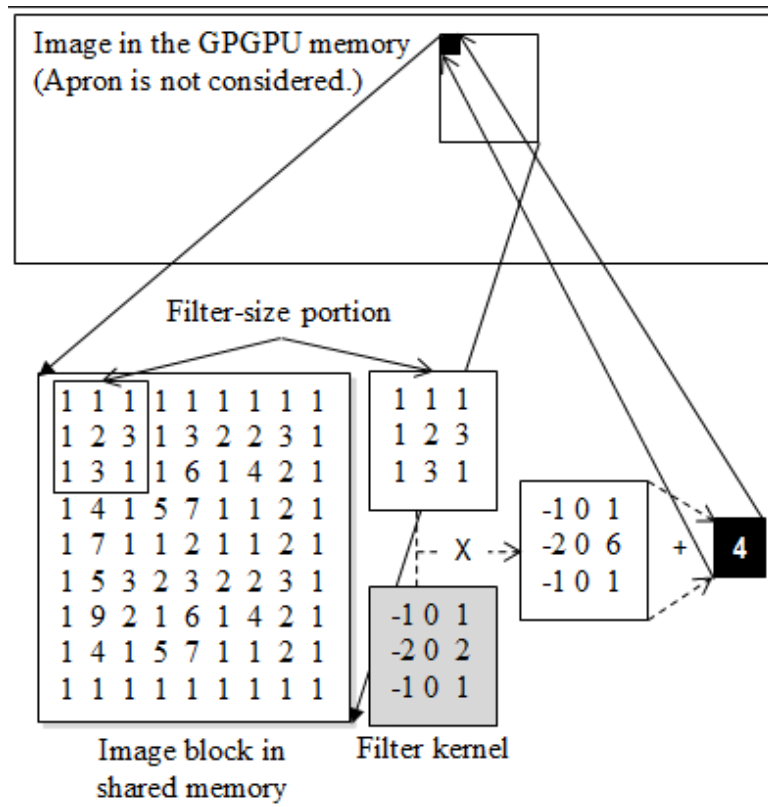 Image in the GPGPU memory
(Apron is not considered.)
Filter-size portion
1 1 1 1 1 1 1 1 1
1 2 3 1 3 2 2 3 1
1 3 1 1 6 1 4 2 1
1 4 1 5 7 1 1 2 1
1 7 1 1 2 1 1 2 1
1 5 3 2 3 2 2 3 1
1 9 2 1 6 1 4 2 1
1 4 1 5 7 1 1 2 1
1 1 1 1 1 1 1 1 1
1 1 1
1 2 3
1 3 1
X
-1 0 1
-2 0 6
-1 0 1
+
4
-1 0 1
-2 0 2
-1 0 1
Image block in
shared memory
Filter kernel